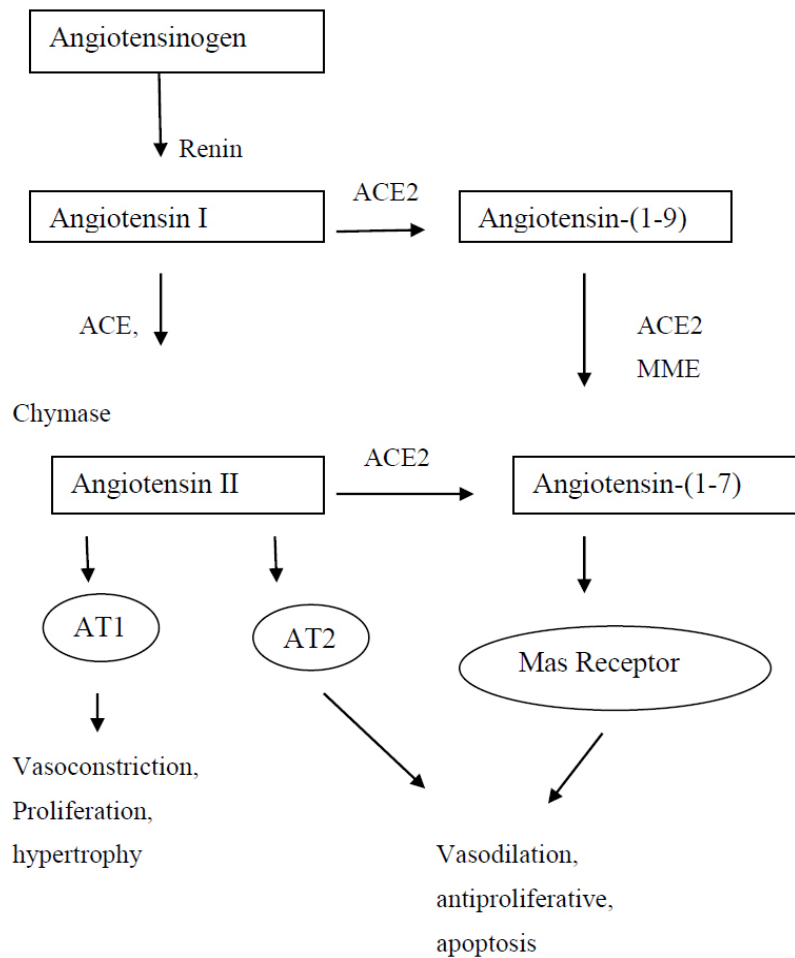 Angiotensinogen
Renin
ACE2
Angiotensin I
Angiotensin-(1-9)
ACE,
ACE2
MME
Chymase
ACE2
Angiotensin II
Angiotensin-(1-7)
AT1
AT2
Mas Receptor
Vasoconstriction,
Proliferation,
hypertrophy
Vasodilation,
antiproliferative,
apoptosis